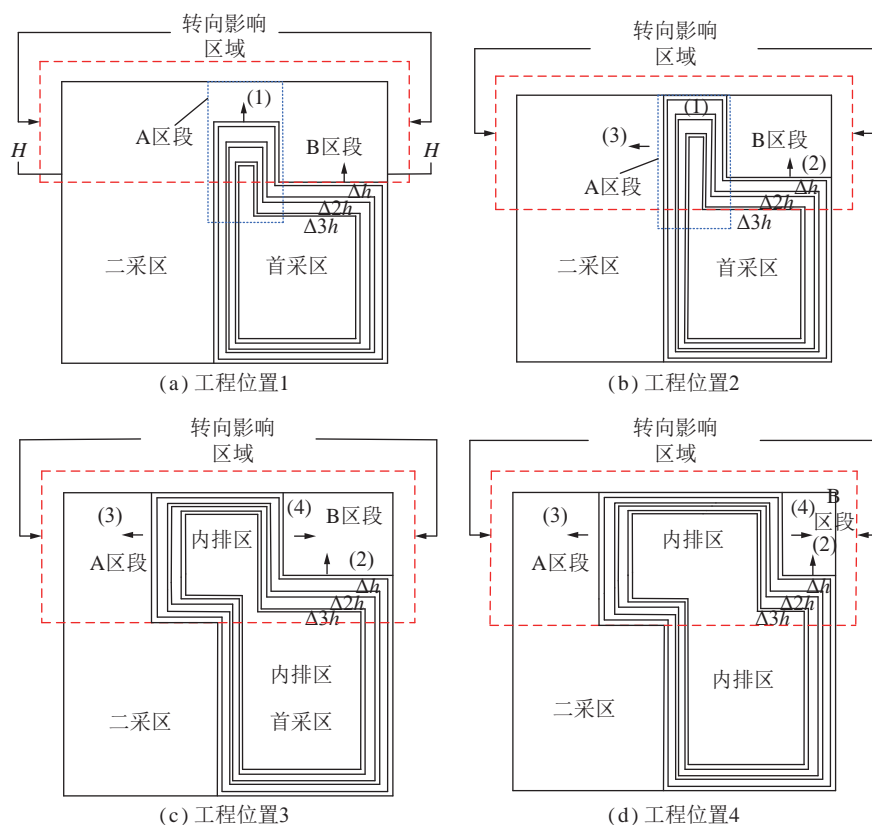 转向影响
区域
(1)
A区段
B区段
H
H
Δh
Δ2h
Δ3h
二采区
首采区
(a) 工程位置1
转向影响
区域
(1)
(3)
B区段
A区段
(2)
Δh
Δ2h
Δ3h
二采区
首采区
(b) 工程位置2
转向影响
区域
(3)
(4)
B区段
内排区
A区段
(2)
Δh
Δ2h
Δ3h
内排区
二采区
首采区
(c) 工程位置3
转向影响
区域
(3)
(4)
B
区段
内排区
A区段
(2)
Δh
Δ2h
Δ3h
内排区
二采区
(d) 工程位置4